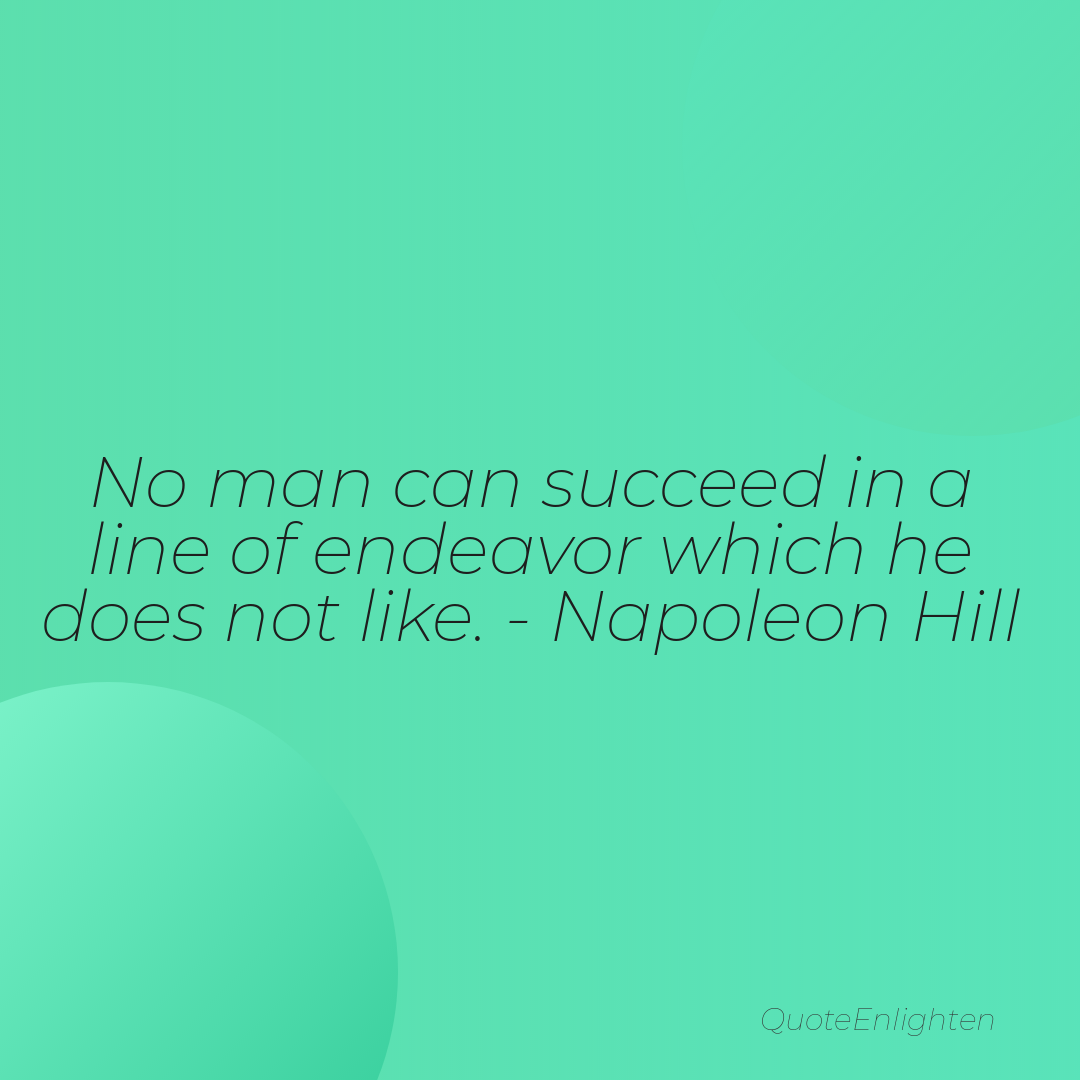 No man can succeed in a
line of endeavor which he
does not like. - Napoleon Hill
QuoteEnlighten